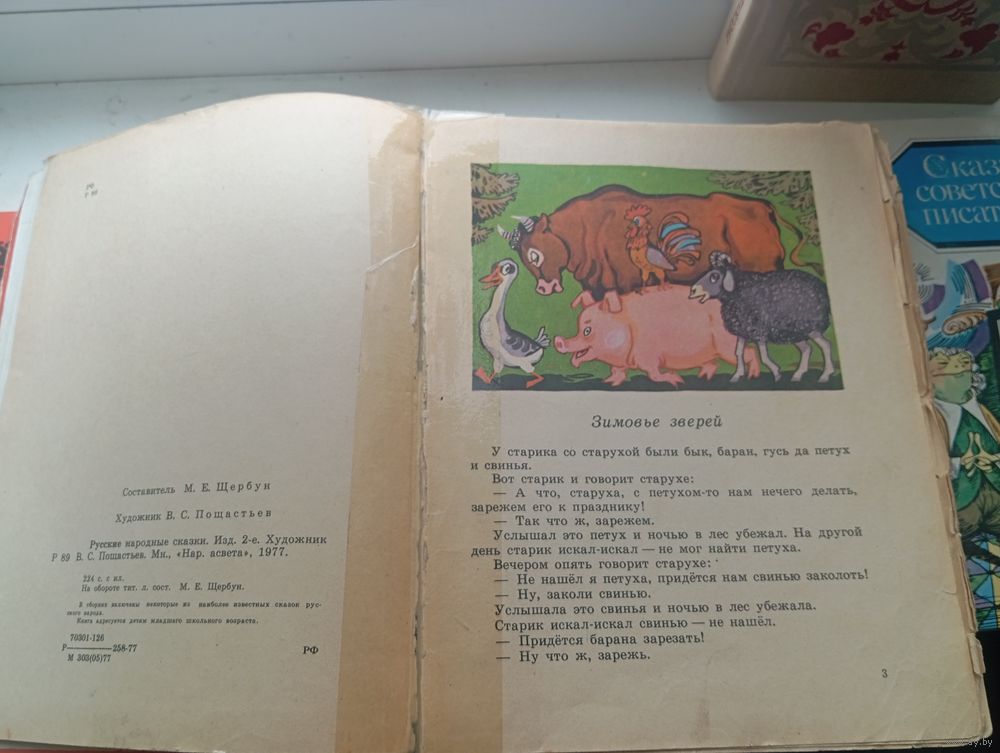 РФ
Р 89
Составитель М. Е. Щербун
Художник В. С. Пощастьев
Русские народные сказки. Изд. 2-е. Художник
Р 89 В. С. Пощастьев. Мн., «Нар. асвета», 1977.
224 с. с ил.
На обороте тит. л. сост. М. Е. Щербун.
В сборник включены некоторые из наиболее известных сказок рус-
ского народа.
Книга адресуется детям младшего школьного возраста.
70301-126
Р————258-77
М 303(05)77
РФ
Зимовье зверей
У старика со старухой были бык, баран, гусь да петух
и свинья.
Вот старик и говорит старухе:
— А что, старуха, с петухом-то нам нечего делать,
зарежем его к празднику!
— Так что ж, зарежем.
Услышал это петух и ночью в лес убежал. На другой
день старик искал-искал — не мог найти петуха.
Вечером опять говорит старухе:
— Не нашёл я петуха, придётся нам свинью заколоть!
— Ну, заколи свинью.
Услышала это свинья и ночью в лес убежала.
Старик искал-искал свинью — не нашёл.
— Придётся барана зарезать!
— Ну что ж, зарежь.
3
Сказ
советс
писат
ay.by